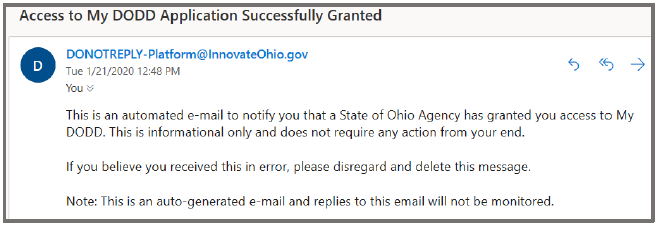 Access to My DODD Application Successfully Granted
D
DONOTREPLY-Platform@InnovateOhio.gov
Tue 1/21/2020 12:48 PM
You
This is an automated e-mail to notify you that a State of Ohio Agency has granted you access to My
DODD. This is informational only and does not require any action from your end.
If you believe you received this in error, please disregard and delete this message.
Note: This is an auto-generated e-mail and replies to this email will not be monitored.